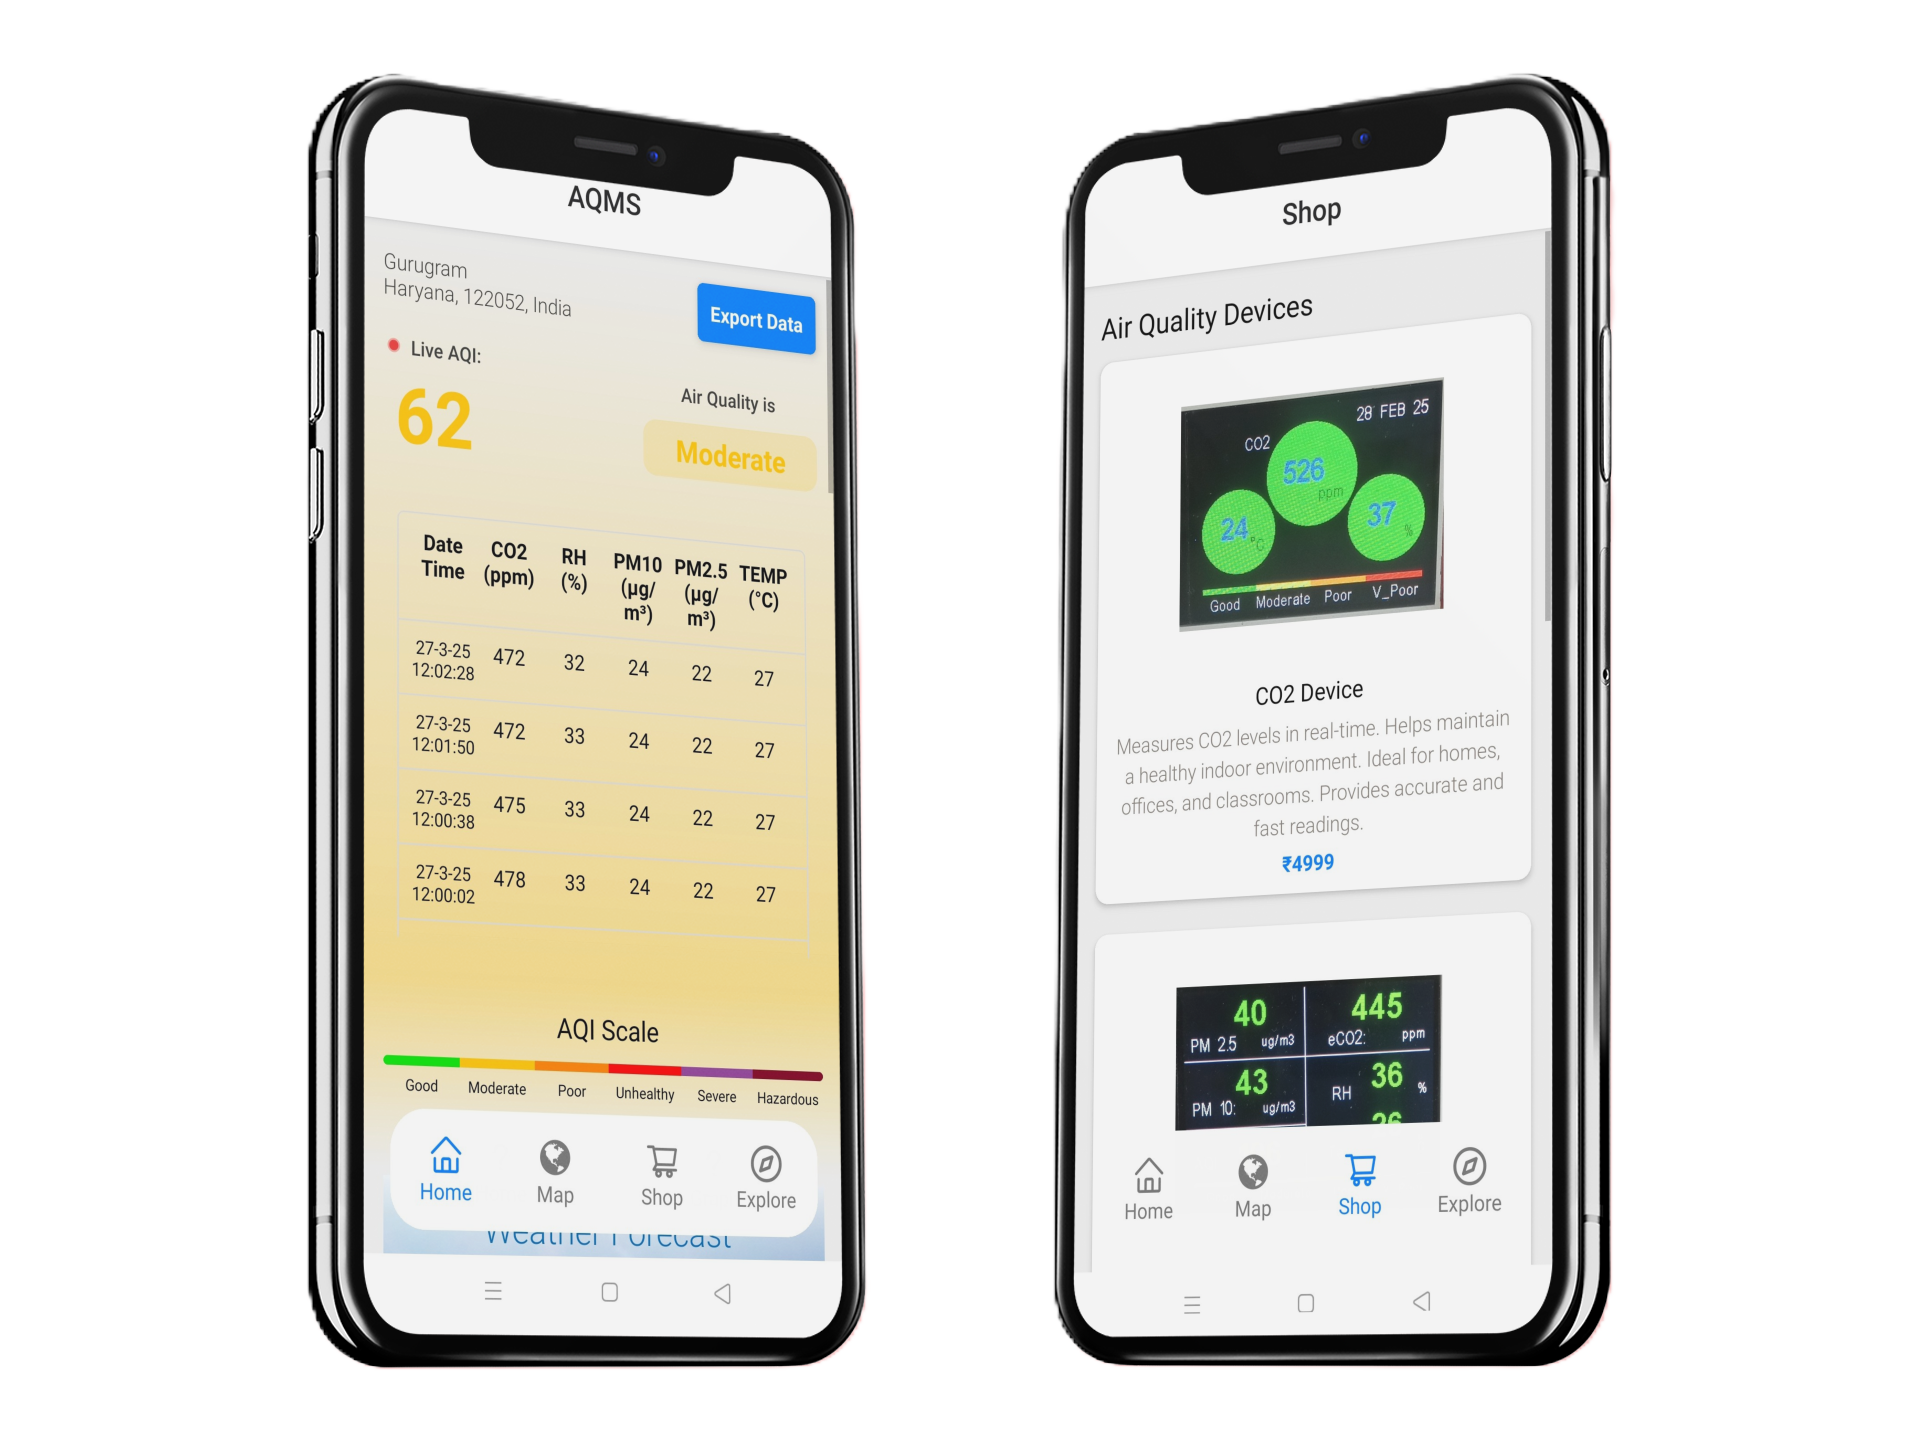 AQMS
Gurugram
Haryana, 122052, India
Export Data
Live AQI:
62
Air Quality is
Moderate
Date Time CO2 (ppm) RH (%) PM10 (µg/m³) PM2.5 (µg/m³) TEMP (°C)
27-3-25 12:02:28 472 32 24 22 27
27-3-25 12:01:50 472 33 24 22 27
27-3-25 12:00:38 475 33 24 22 27
27-3-25 12:00:02 478 33 24 22 27
AQI Scale
Good Moderate Poor Unhealthy Severe Hazardous
Home Map Shop Explore
Weather Forecast
Shop
Air Quality Devices
28 FEB 25
CO2
526
ppm
24 °C
37 %
Good Moderate Poor V_Poor
CO2 Device
Measures CO2 levels in real-time. Helps maintain
a healthy indoor environment. Ideal for homes,
offices, and classrooms. Provides accurate and
fast readings.
₹4999
40 445
PM 2.5 ug/m3 eCO2: ppm
43 36
PM 10: ug/m3 RH %
Home Map Shop Explore